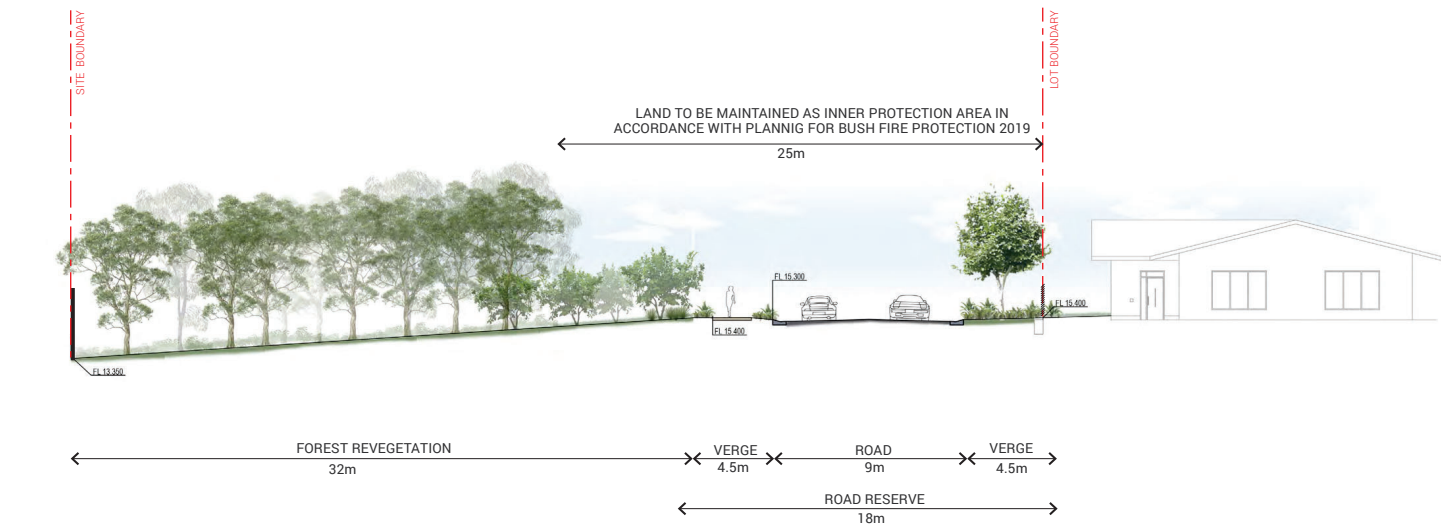 SITE BOUNDARY
LOT BOUNDARY
LAND TO BE MAINTAINED AS INNER PROTECTION AREA IN
ACCORDANCE WITH PLANNIG FOR BUSH FIRE PROTECTION 2019
25m
FL 15.300
FL 15.400
FL 15.400
FL 13.350
FOREST REVEGETATION
32m
VERGE
4.5m
ROAD
9m
VERGE
4.5m
ROAD RESERVE
18m